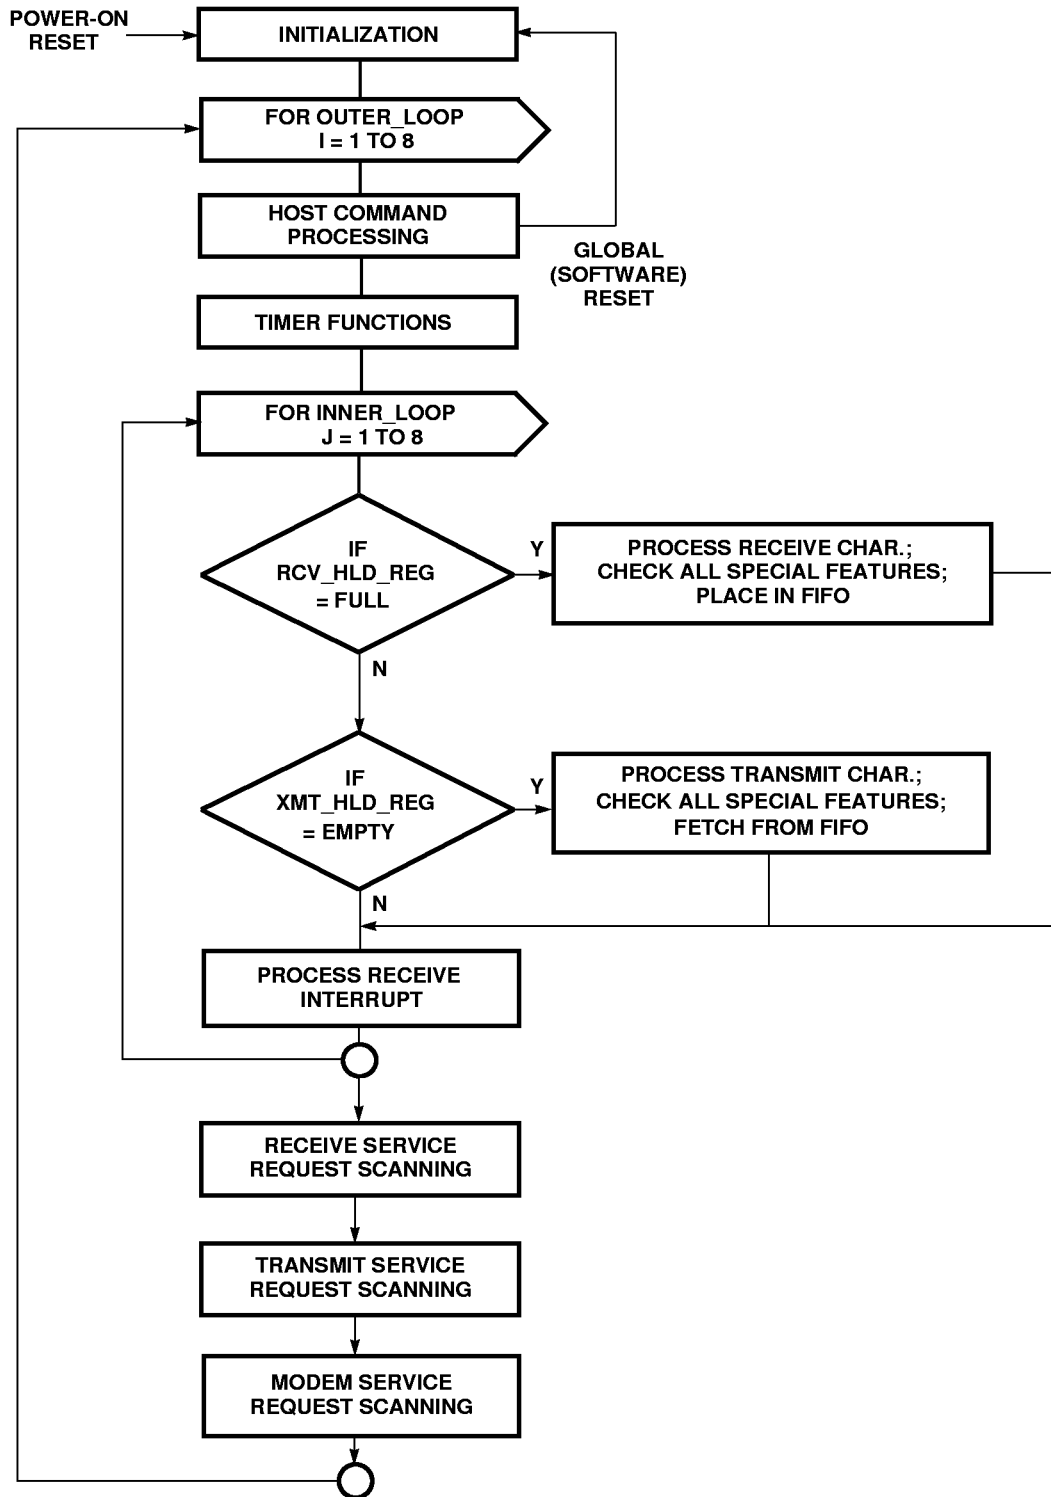 POWER-ON
RESET
INITIALIZATION
FOR OUTER_LOOP
I = 1 TO 8
HOST COMMAND
PROCESSING
GLOBAL
(SOFTWARE)
RESET
TIMER FUNCTIONS
FOR INNER_LOOP
J = 1 TO 8
IF
RCV_HLD_REG
= FULL
Y
PROCESS RECEIVE CHAR.;
CHECK ALL SPECIAL FEATURES;
PLACE IN FIFO
N
IF
XMT_HLD_REG
= EMPTY
Y
PROCESS TRANSMIT CHAR.;
CHECK ALL SPECIAL FEATURES;
FETCH FROM FIFO
N
PROCESS RECEIVE
INTERRUPT
RECEIVE SERVICE
REQUEST SCANNING
TRANSMIT SERVICE
REQUEST SCANNING
MODEM SERVICE
REQUEST SCANNING